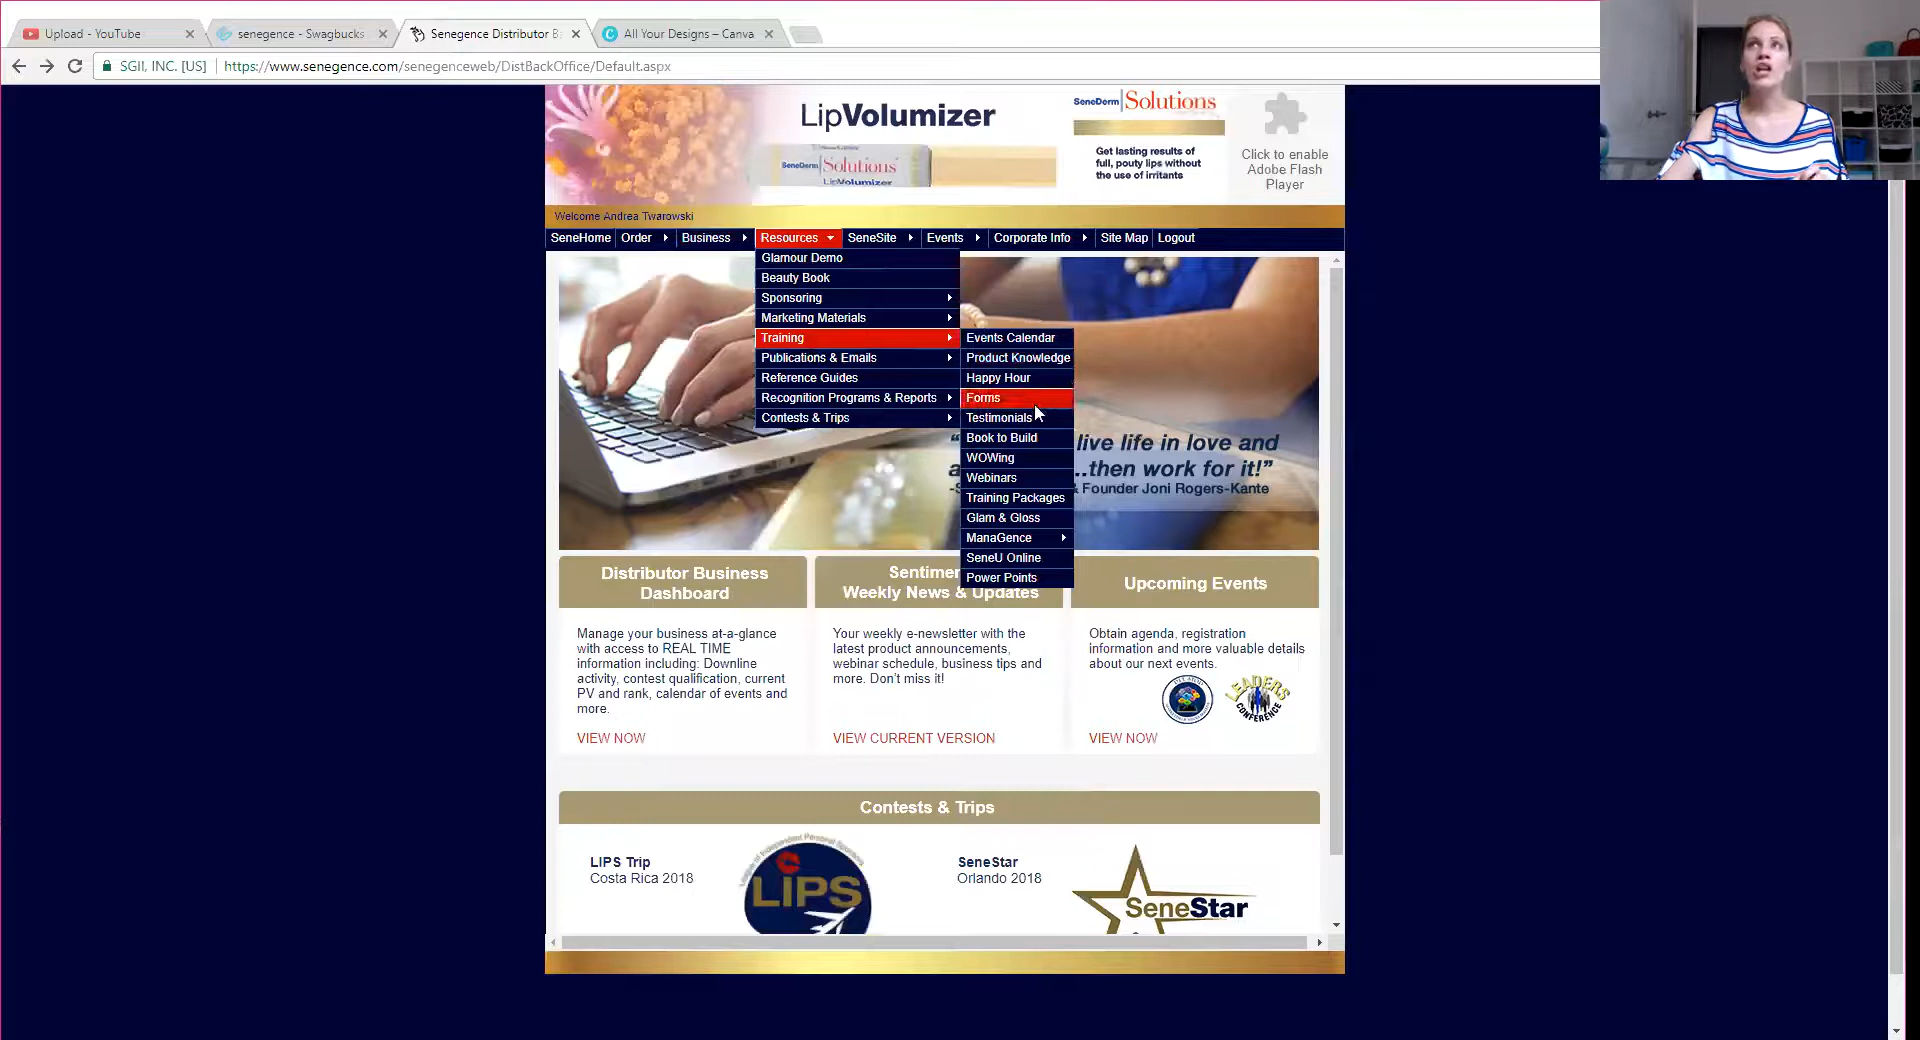 Upload - YouTube
senegence - Swagbucks
Senegence Distributor B
All Your Designs – Canva
SGII, INC. [US]
https://www.senegence.com/senegenceweb/DistBackOffice/Default.aspx
LipVolumizer
SeneDerm Solutions
SeneDerm Solutions
LipVolumizer
Get lasting results of
full, pouty lips without
the use of irritants
Click to enable
Adobe Flash
Player
Welcome Andrea Twarowski
SeneHome Order Business Resources SeneSite Events Corporate Info Site Map Logout
Glamour Demo
Beauty Book
Sponsoring
Marketing Materials
Training
Publications & Emails
Reference Guides
Recognition Programs & Reports
Contests & Trips
Events Calendar
Product Knowledge
Happy Hour
Forms
Testimonials
Book to Build
WOWing
Webinars
Training Packages
Glam & Gloss
ManaGence
SeneU Online
Power Points
live life in love and
...then work for it!”
& Founder Joni Rogers-Kante
Distributor Business
Dashboard
Manage your business at-a-glance
with access to REAL TIME
information including: Downline
activity, contest qualification, current
PV and rank, calendar of events and
more.
VIEW NOW
Weekly News & Updates
Your weekly e-newsletter with the
latest product announcements,
webinar schedule, business tips and
more. Don't miss it!
VIEW CURRENT VERSION
Upcoming Events
Obtain agenda, registration
information and more valuable details
about our next events.
LEADERS
CONFERENCE
VIEW NOW
Contests & Trips
LIPS Trip
Costa Rica 2018
League of Independent Personal Sponsors
LIPS
SeneStar
Orlando 2018
SeneStar